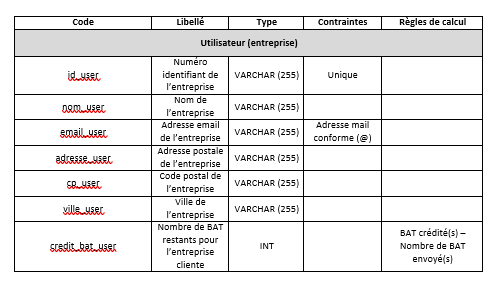 Code Libellé Type Contraintes Règles de calcul
Utilisateur (entreprise)
id_user
Numéro
identifiant de
l'entreprise
VARCHAR (255)
Unique
nom_user
Nom de
l'entreprise
VARCHAR (255)
email_user
Adresse email
de l'entreprise
VARCHAR (255)
Adresse mail
conforme (@)
adresse_user
Adresse postale
de l'entreprise
VARCHAR (255)
cp_user
Code postal de
l'entreprise
VARCHAR (255)
ville_user
Ville de
l'entreprise
VARCHAR (255)
credit_bat_user
Nombre de BAT
restants pour
l'entreprise
cliente
INT
BAT crédité(s) –
Nombre de BAT
envoyé(s)